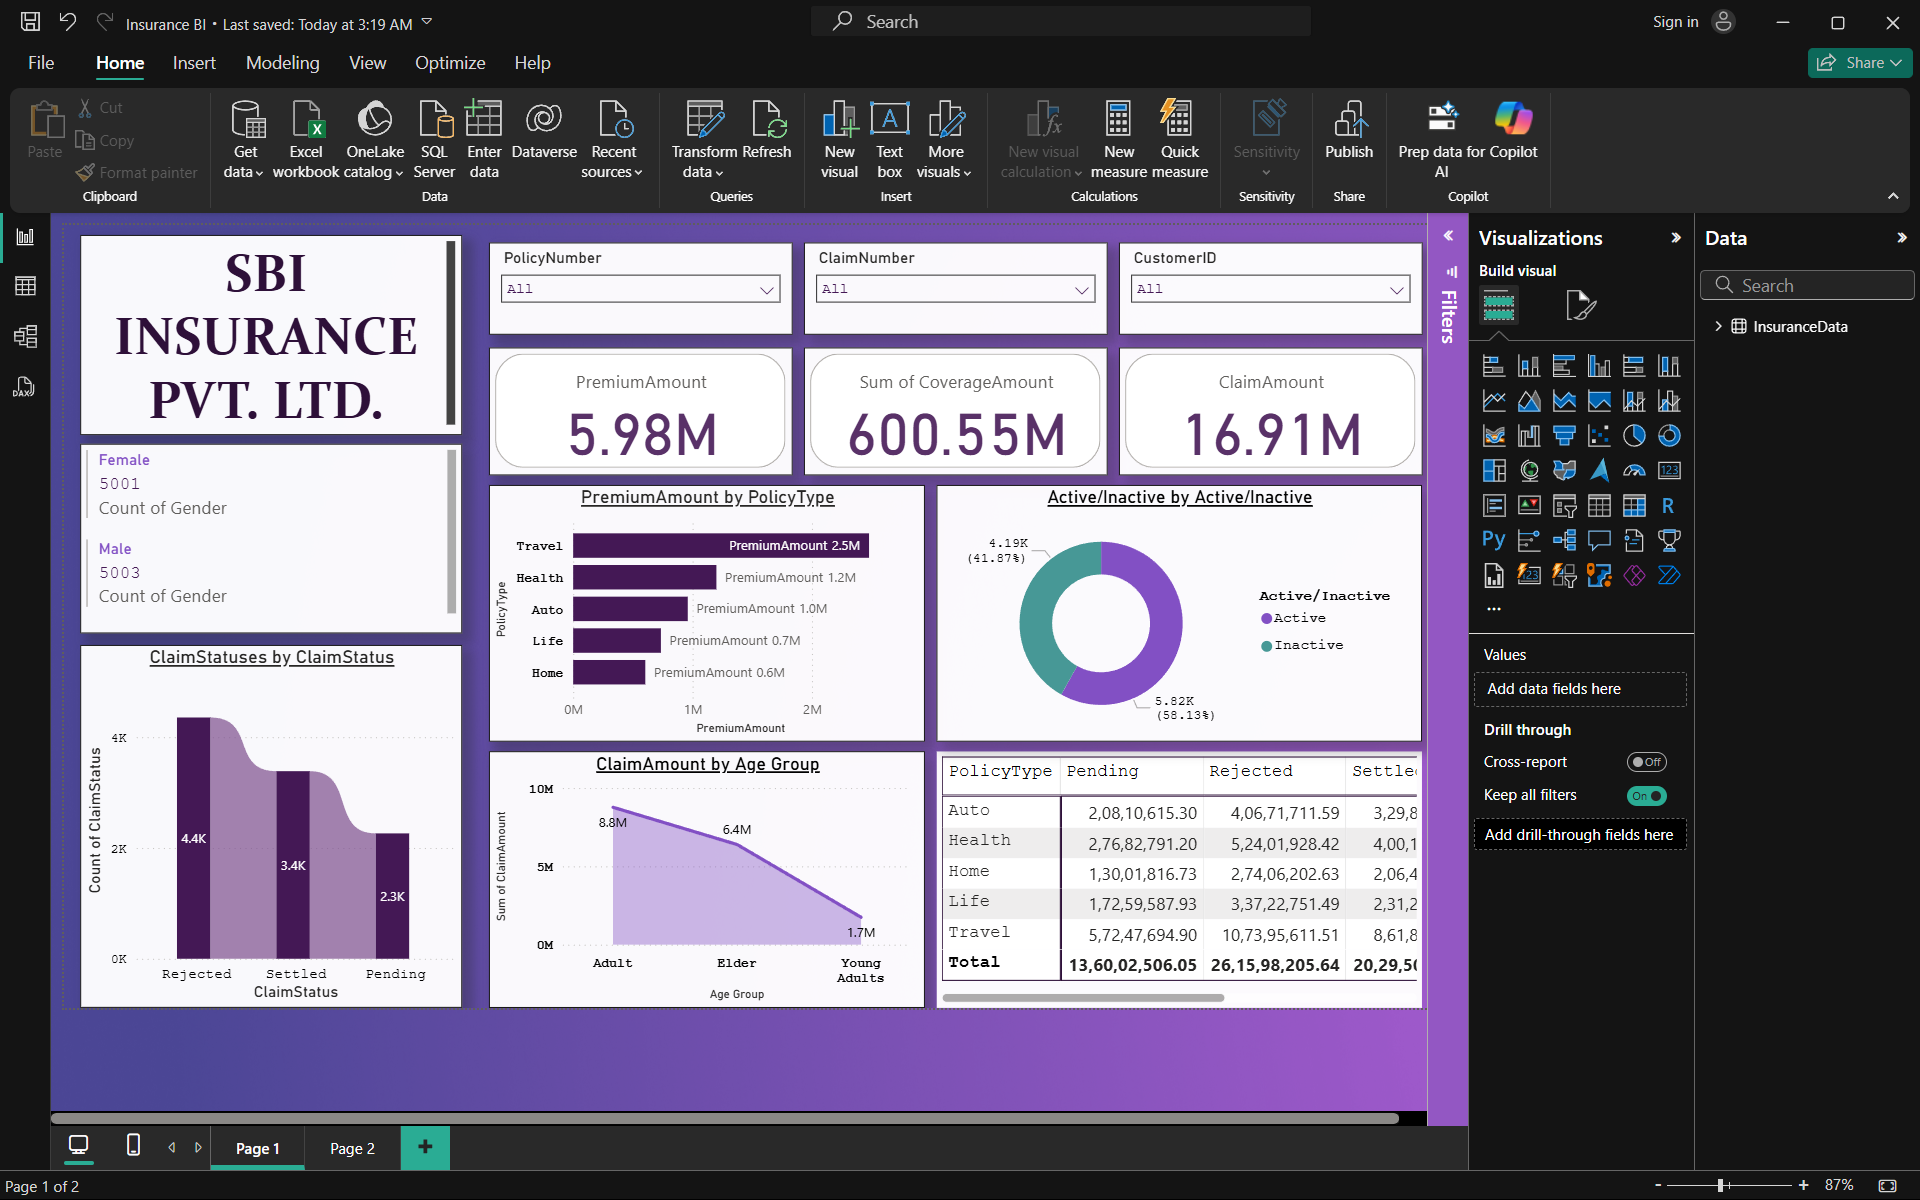 Insurance BI • Last saved: Today at 3:19 AM
Search
Sign in
File
Home
Insert
Modeling
View
Optimize
Help
Share
Paste
Cut
Copy
Format painter
Clipboard
Get
data
Excel
workbook
OneLake
catalog
SQL
Server
Enter
data
Dataverse
Recent
sources
Data
Transform
data
Refresh
Queries
New
visual
Text
box
More
visuals
Insert
New visual
calculation
New
measure
Quick
measure
Calculations
Sensitivity
Sensitivity
Publish
Share
Prep data for
AI
Copilot
Copilot
SBI
INSURANCE
PVT. LTD.
PolicyNumber
All
ClaimNumber
All
CustomerID
All
PremiumAmount
5.98M
Sum of CoverageAmount
600.55M
ClaimAmount
16.91M
Female
5001
Count of Gender
Male
5003
Count of Gender
PremiumAmount by PolicyType
PolicyType
Travel
PremiumAmount 2.5M
Health
PremiumAmount 1.2M
Auto
PremiumAmount 1.0M
Life
PremiumAmount 0.7M
Home
PremiumAmount 0.6M
0M
1M
2M
PremiumAmount
Active/Inactive by Active/Inactive
4.19K
(41.87%)
5.82K
(58.13%)
Active/Inactive
Active
Inactive
ClaimStatuses by ClaimStatus
Count of ClaimStatus
4K
2K
0K
4.4K
3.4K
2.3K
Rejected
Settled
Pending
ClaimStatus
ClaimAmount by Age Group
Sum of ClaimAmount
10M
5M
0M
8.8M
6.4M
1.7M
Adult
Elder
Young
Adults
Age Group
PolicyType Pending Rejected Settled
Auto 2,08,10,615.30 4,06,71,711.59 3,29,8
Health 2,76,82,791.20 5,24,01,928.42 4,00,1
Home 1,30,01,816.73 2,74,06,202.63 2,06,4
Life 1,72,59,587.93 3,37,22,751.49 2,31,2
Travel 5,72,47,694.90 10,73,95,611.51 8,61,8
Total 13,60,02,506.05 26,15,98,205.64 20,29,50
Filters
Visualizations
Build visual
123
R
Py
123
...
Values
Add data fields here
Drill through
Cross-report
Off
Keep all filters
On
Add drill-through fields here
Data
Search
InsuranceData
DAX
Page 1
Page 2
+
Page 1 of 2
- + 87%